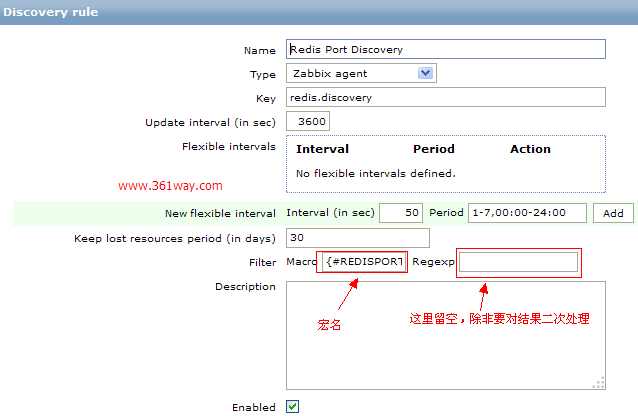 Discovery rule
Name Redis Port Discovery
Type Zabbix agent
Key redis.discovery
Update interval (in sec) 3600
Flexible intervals Interval Period Action
No flexible intervals defined.
www.361way.com
New flexible interval Interval (in sec) 50 Period 1-7,00:00-24:00 Add
Keep lost resources period (in days) 30
Filter Macro {#REDISPORT Regexp
Description
宏名 这里留空，除非要对结果二次处理
Enabled